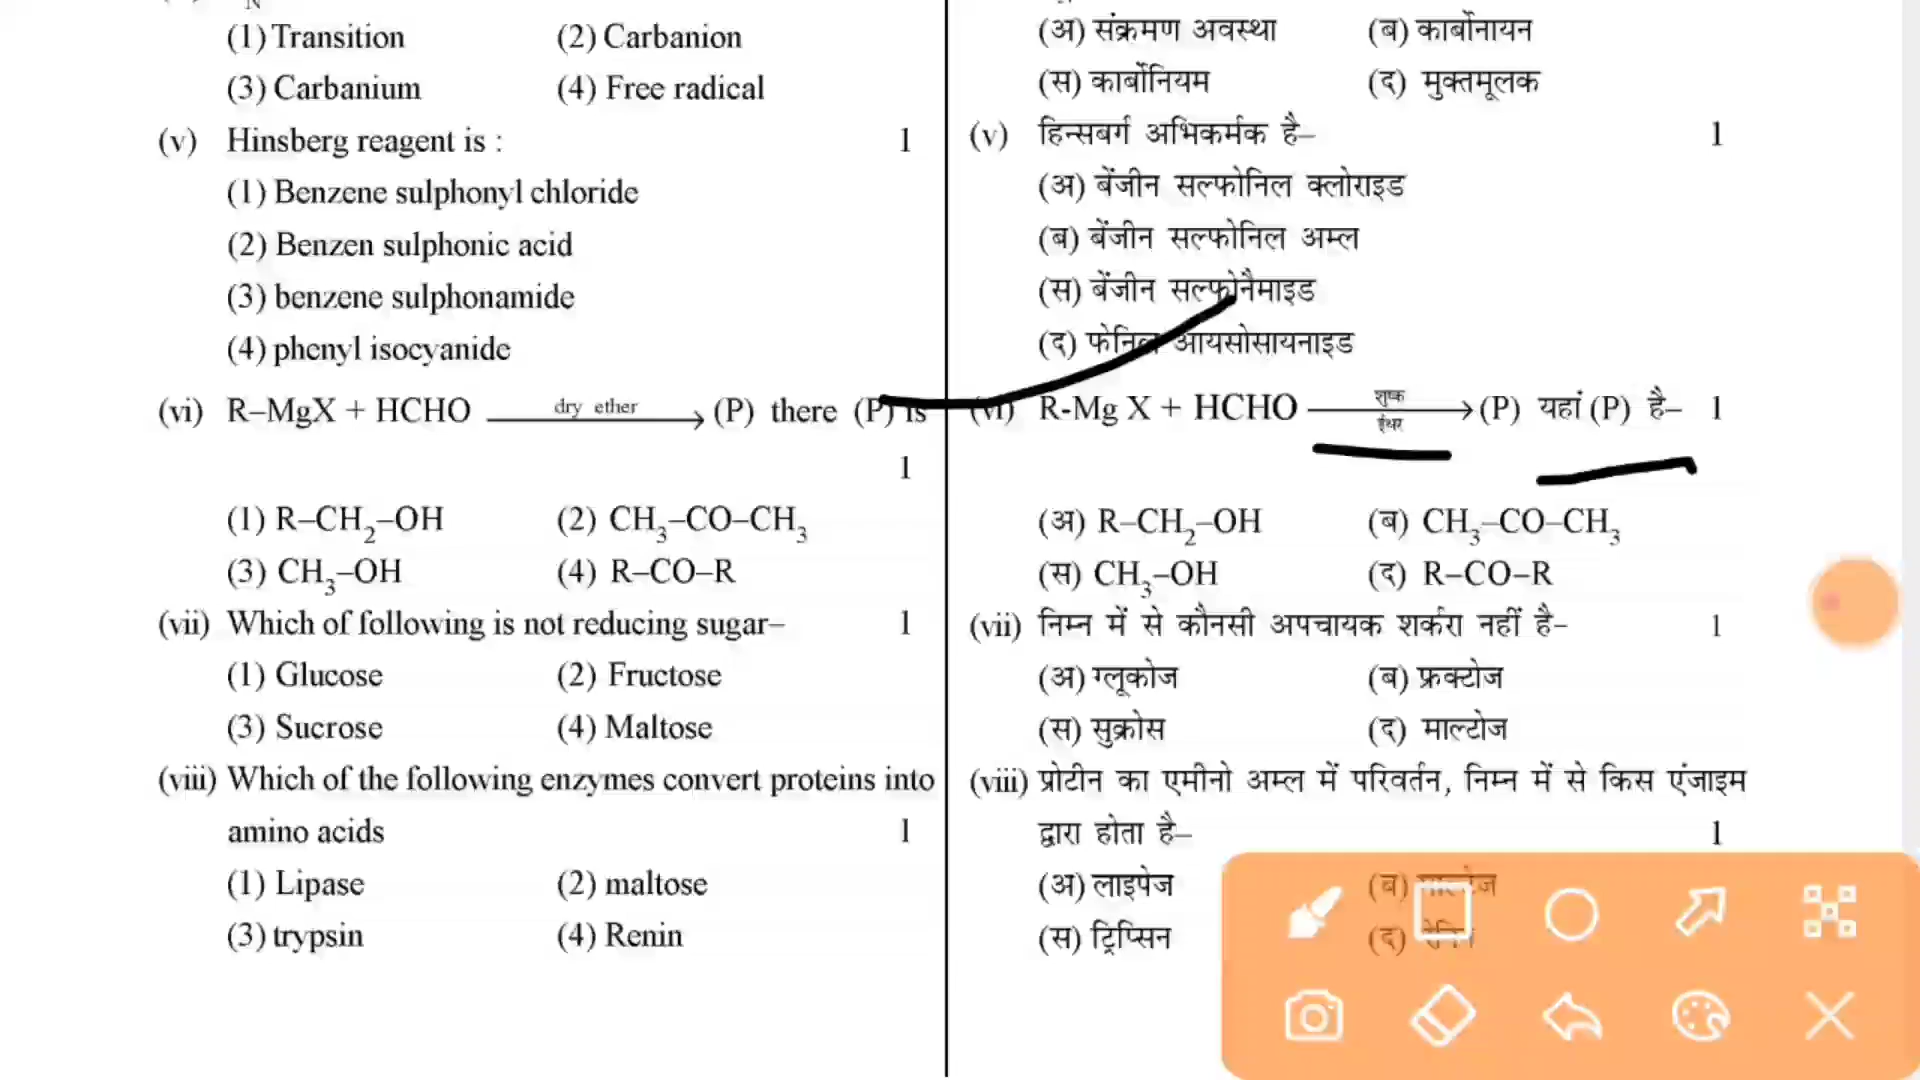 N
(1) Transition (2) Carbanion
(3) Carbanium (4) Free radical
(v) Hinsberg reagent is : 1
(1) Benzene sulphonyl chloride
(2) Benzen sulphonic acid
(3) benzene sulphonamide
(4) phenyl isocyanide
(vi) R–MgX + HCHO dry ether (P) there (P) is
1
(1) R–CH2–OH (2) CH3–CO–CH3
(3) CH3–OH (4) R–CO–R
(vii) Which of following is not reducing sugar– 1
(1) Glucose (2) Fructose
(3) Sucrose (4) Maltose
(viii) Which of the following enzymes convert proteins into
amino acids 1
(1) Lipase (2) maltose
(3) trypsin (4) Renin
(अ) संक्रमण अवस्था (ब) कार्बोनायन
(स) कार्बोनियम (द) मुक्तमूलक
(v) हिन्सबर्ग अभिकर्मक है– 1
(अ) बेंजीन सल्फोनिल क्लोराइड
(ब) बेंजीन सल्फोनिल अम्ल
(स) बेंजीन सल्फोनैमाइड
(द) फेनिल आयसोसायनाइड
(vi) R-Mg X + HCHO शुष्क ईथर (P) यहां (P) है– 1
(अ) R–CH2–OH (ब) CH3–CO–CH3
(स) CH3–OH (द) R–CO–R
(vii) निम्न में से कौनसी अपचायक शर्करा नहीं है– 1
(अ) ग्लूकोज (ब) फ्रक्टोज
(स) सुक्रोस (द) माल्टोज
(viii) प्रोटीन का एमीनो अम्ल में परिवर्तन, निम्न में से किस एंजाइम
द्वारा होता है– 1
(अ) लाइपेज (ब)
(स) ट्रिप्सिन (द)